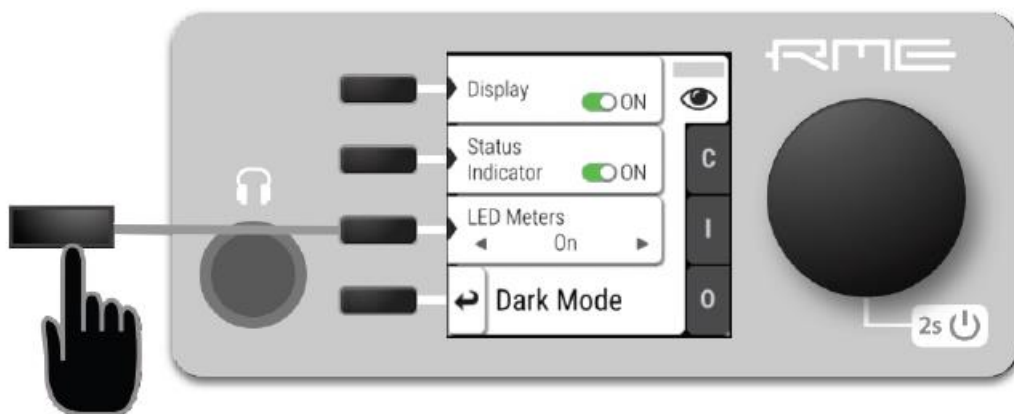 RME
Display
ON
Status
Indicator
ON
LED Meters
On
Dark Mode
C
I
O
2s